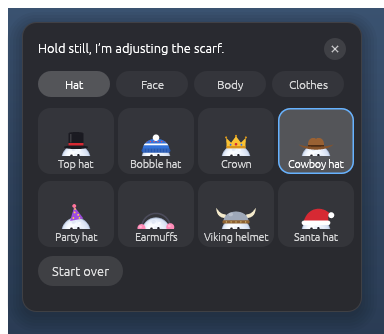 Hold still, I'm adjusting the scarf.
Hat Face Body Clothes
Top hat Bobble hat Crown Cowboy hat
Party hat Earmuffs Viking helmet Santa hat
Start over